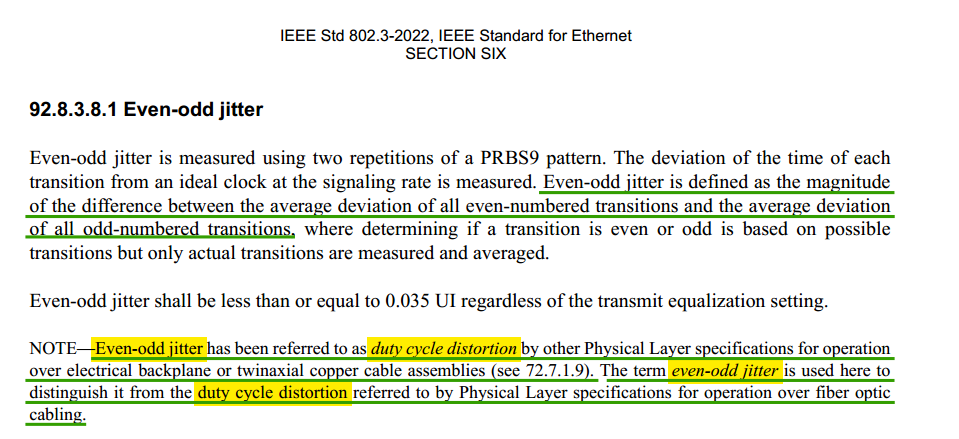 IEEE Std 802.3-2022, IEEE Standard for Ethernet
SECTION SIX
92.8.3.8.1 Even-odd jitter
Even-odd jitter is measured using two repetitions of a PRBS9 pattern. The deviation of the time of each
transition from an ideal clock at the signaling rate is measured. Even-odd jitter is defined as the magnitude
of the difference between the average deviation of all even-numbered transitions and the average deviation
of all odd-numbered transitions, where determining if a transition is even or odd is based on possible
transitions but only actual transitions are measured and averaged.
Even-odd jitter shall be less than or equal to 0.035 UI regardless of the transmit equalization setting.
NOTE—Even-odd jitter has been referred to as duty cycle distortion by other Physical Layer specifications for operation
over electrical backplane or twinaxial copper cable assemblies (see 72.7.1.9). The term even-odd jitter is used here to
distinguish it from the duty cycle distortion referred to by Physical Layer specifications for operation over fiber optic
cabling.